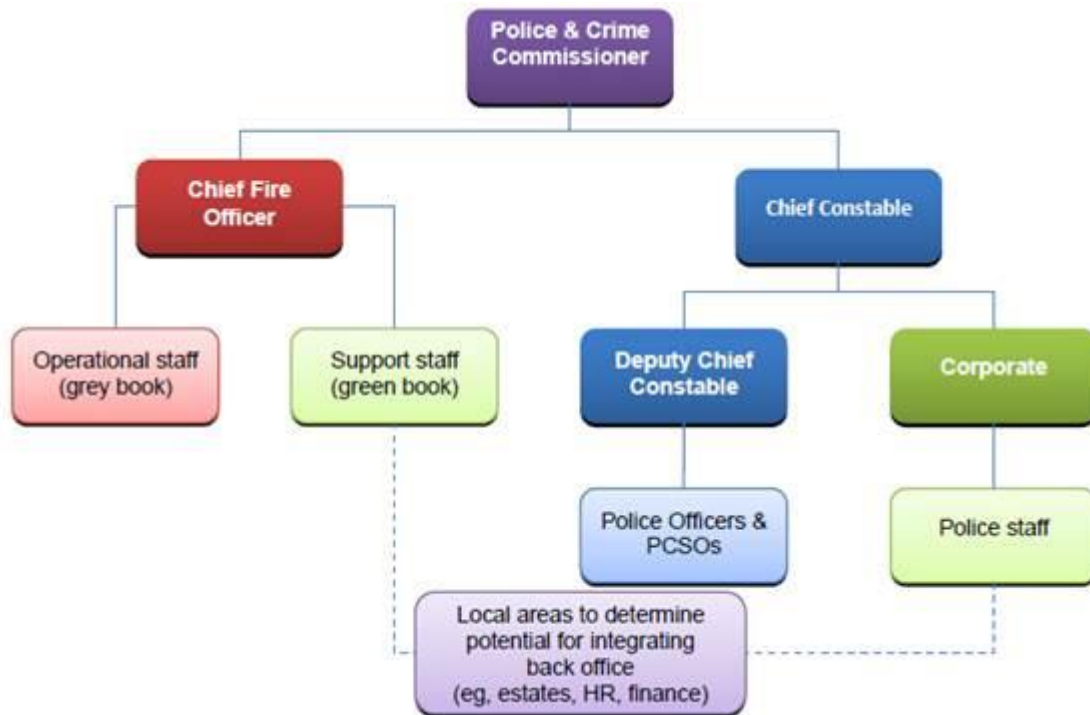 Police & Crime
Commissioner
Chief Fire
Officer
Chief Constable
Operational staff
(grey book)
Support staff
(green book)
Deputy Chief
Constable
Corporate
Police Officers &
PCSOs
Police staff
Local areas to determine
potential for integrating
back office
(eg, estates, HR, finance)